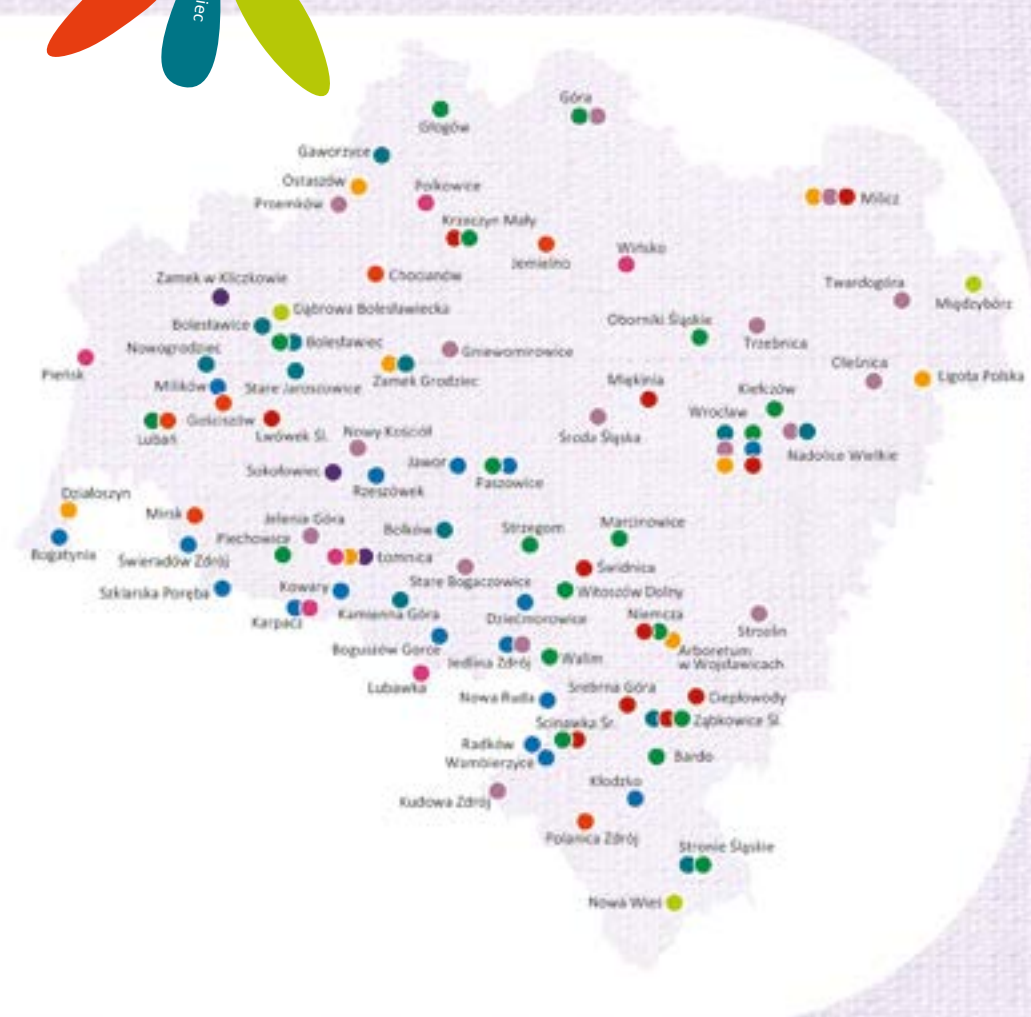 iec
Góra
Głogów
Gaworzyce
Ostaszów
Polkowice
Przemków
Milicz
Krzeczyn Mały
Jemielno
Wińsko
Chocianów
Zamek w Kliczkowie
Twardogóra
Międzybórz
Gąbrowa Bolesławiecka
Oborniki Śląskie
Bolesławice
Trzebnica
Bolesławiec
Nowogrodziec
Gniewomirowice
Oleśnica
Pieńsk
Ligota Polska
Milików
Stare Jaroszowice
Zamek Grodziec
Miękinia
Kiełczów
Wrocław
Gościszów
Lubań
Lwówek Śl.
Nowy Kościół
Środa Śląska
Nadolice Wielkie
Jawor
Sokołowiec
Rzeszówek
Paszowice
Działoszyn
Mirsk
Jelenia Góra
Bolków
Strzegom
Marcinowice
Piechowice
Bogatynia
Świeradów Zdrój
Łomnica
Świdnica
Stare Bogaczowice
Szklarska Poręba
Kowary
Witoszów Dolny
Karpacz
Kamienna Góra
Dziećmorowice
Niemcza
Strzelin
Boguszów Gorce
Jedlina Zdrój
Walim
Arboretum
w Wojsławicach
Lubawka
Srebrna Góra
Nowa Ruda
Ciepłowody
Ścinawka Śr.
Ząbkowice Śl.
Radków
Wambierzyce
Bardo
Kłodzko
Kudowa Zdrój
Polanica Zdrój
Stronie Śląskie
Nowa Wieś